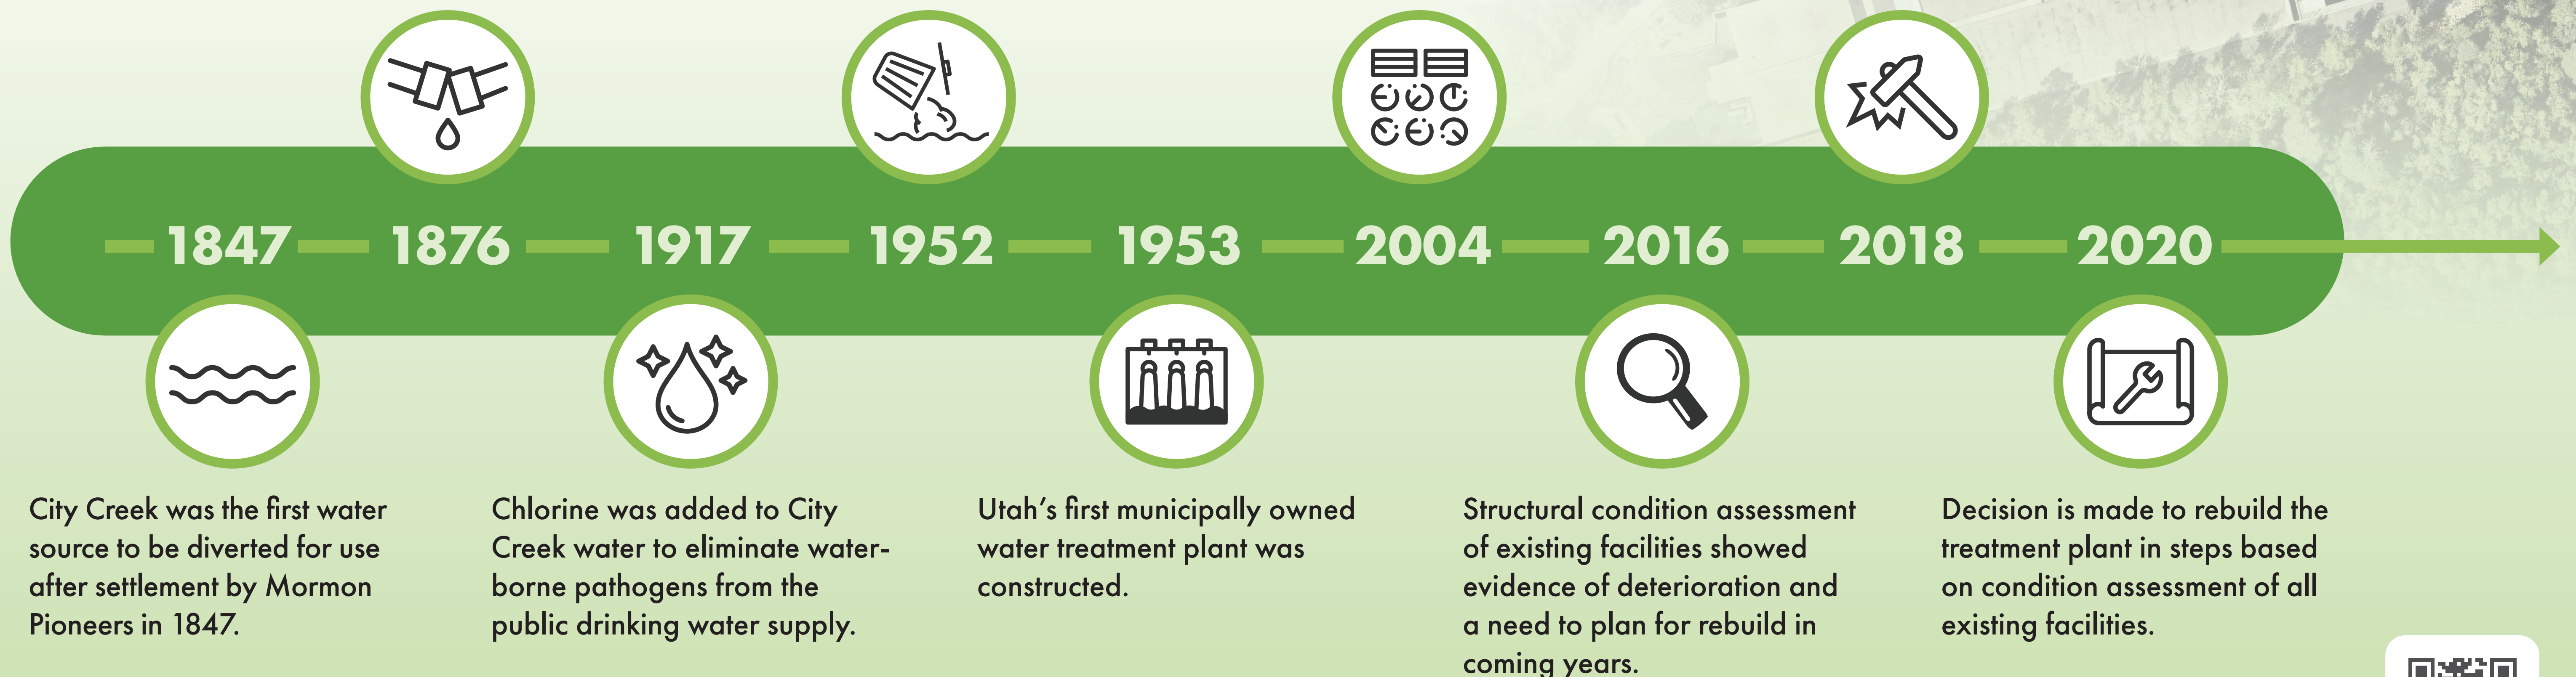 1847 1876 1917 1952 1953 2004 2016 2018 2020
City Creek was the first water
source to be diverted for use
after settlement by Mormon
Pioneers in 1847.
Chlorine was added to City
Creek water to eliminate water-
borne pathogens from the
public drinking water supply.
Utah’s first municipally owned
water treatment plant was
constructed.
Structural condition assessment
of existing facilities showed
evidence of deterioration and
a need to plan for rebuild in
coming years.
Decision is made to rebuild the
treatment plant in steps based
on condition assessment of all
existing facilities.